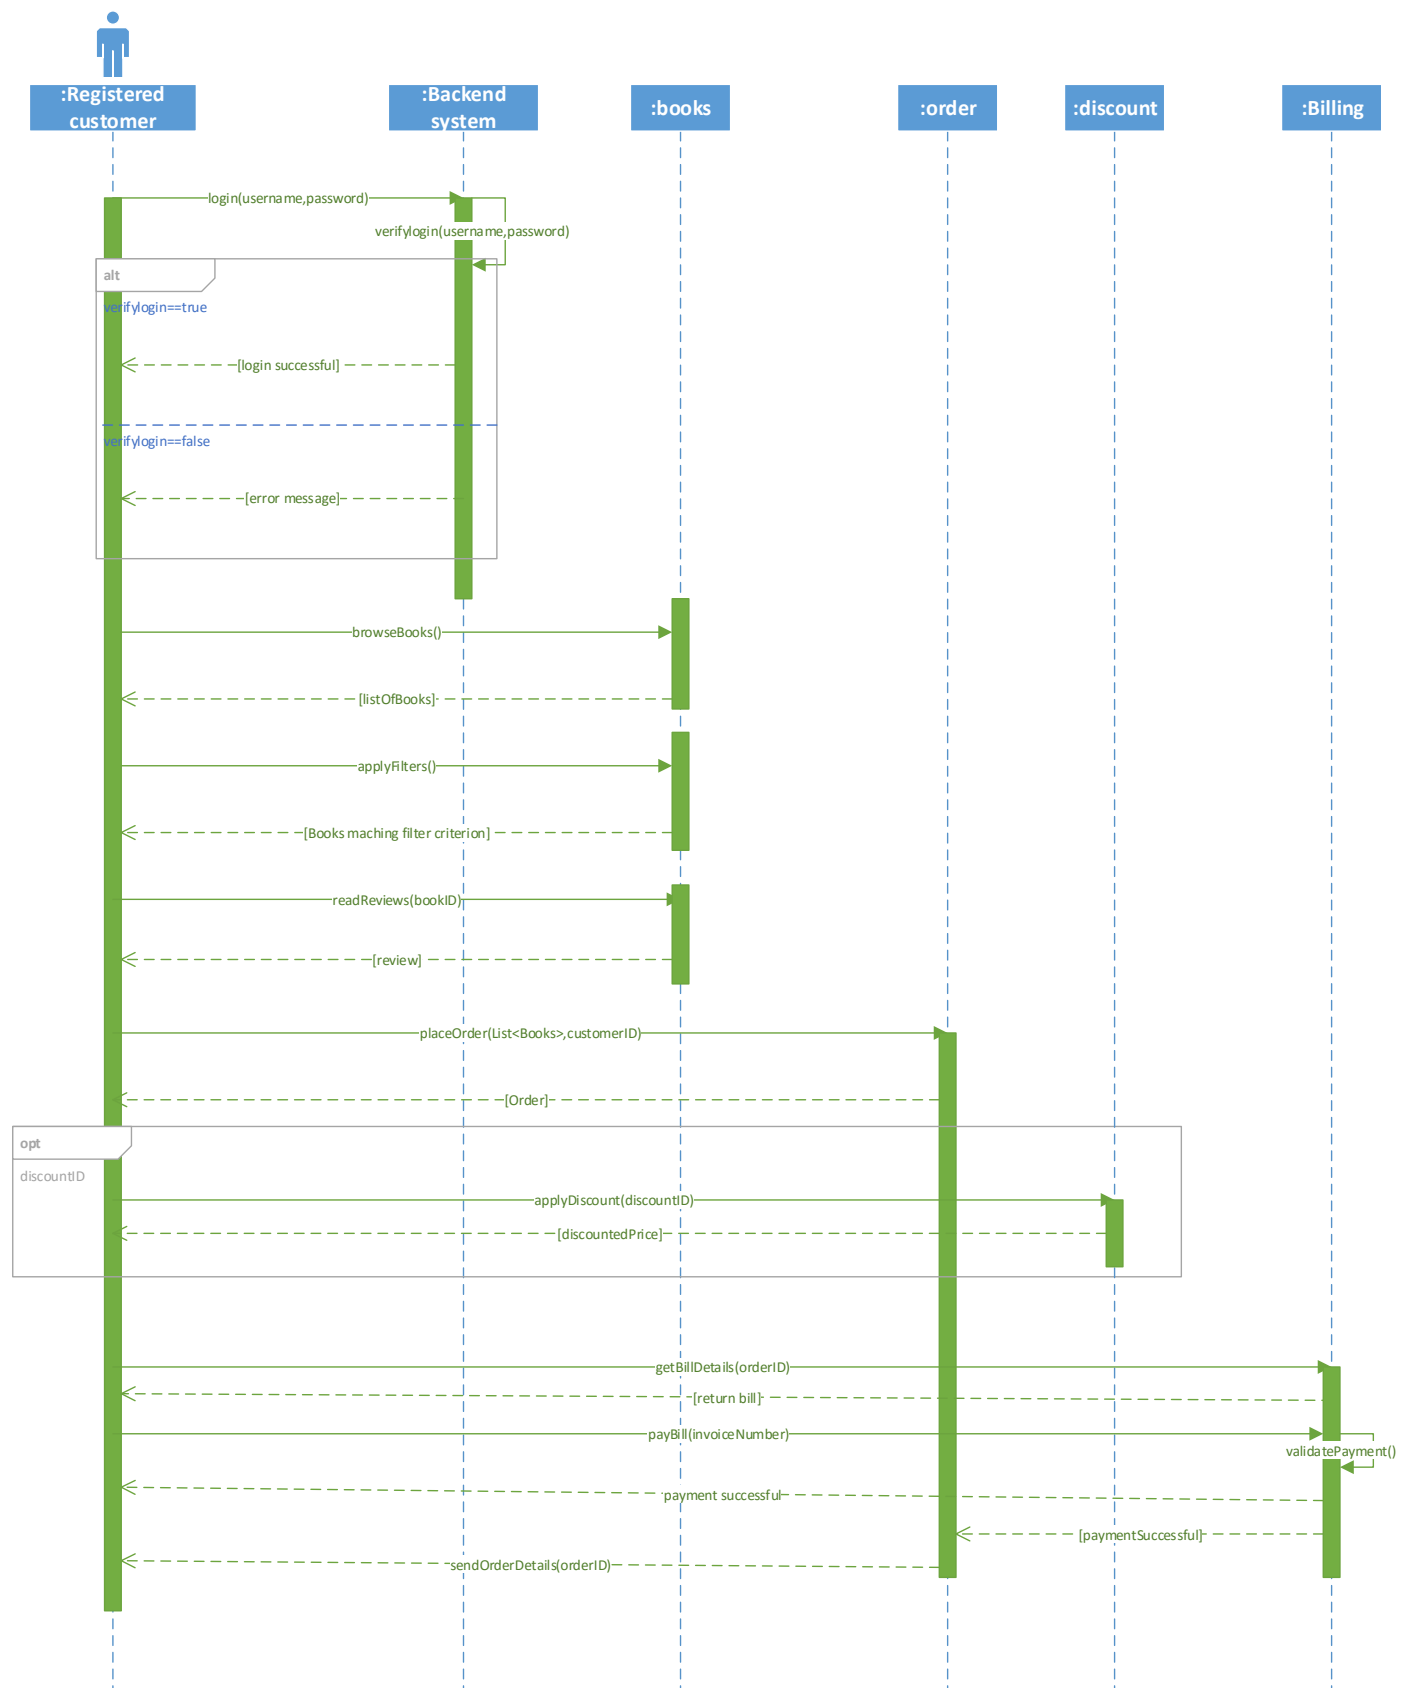 :Registered
customer
:Backend
system
:books
:order
:discount
:Billing
login(username,password)
verifylogin(username,password)
alt
verifylogin==true
[login successful]
verifylogin==false
[error message]
browseBooks()
[listOfBooks]
applyFilters()
[Books maching filter criterion]
readReviews(bookID)
[review]
placeOrder(List<Books>,customerID)
[Order]
opt
discountID
applyDiscount(discountID)
[discountedPrice]
getBillDetails(orderID)
[return bill]
payBill(invoiceNumber)
validatePayment()
payment successful
[paymentSuccessful]
sendOrderDetails(orderID)